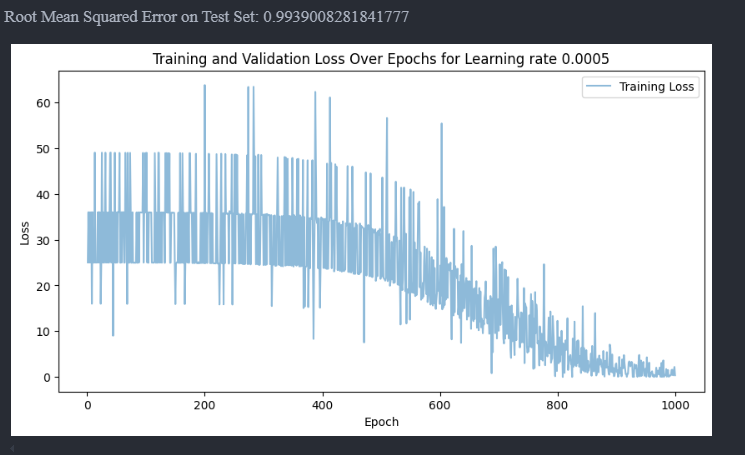 Root Mean Squared Error on Test Set: 0.9939008281841777
Training and Validation Loss Over Epochs for Learning rate 0.0005
Training Loss
60
50
40
30
20
10
0
Loss
0 200 400 600 800 1000
Epoch